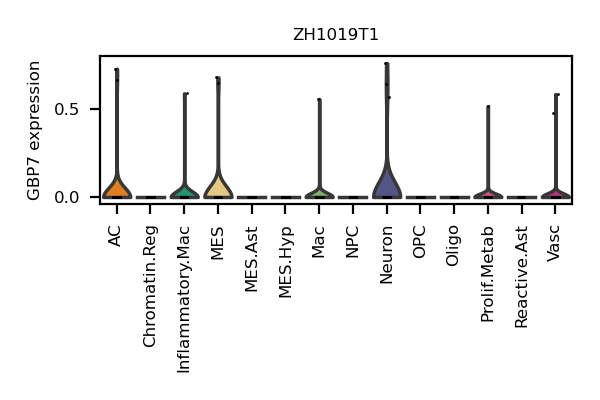 ZH1019T1
GBP7 expression
0.5
0.0
AC
Chromatin.Reg
Inflammatory.Mac
MES
MES.Ast
MES.Hyp
Mac
NPC
Neuron
OPC
Oligo
Prolif.Metab
Reactive.Ast
Vasc